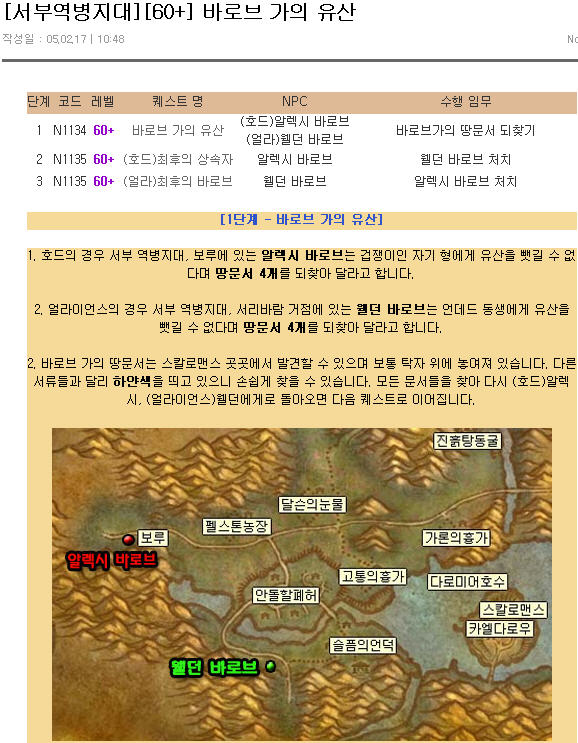 [서부역병지대][60+] 바로브 가의 유산
작성일 : 05,02,17 | 10:48
No
단계 코드 레벨 퀘스트 명 NPC 수행 임무
1 N1134 60+ 바로브 가의 유산 (호드)알렉시 바로브 (얼라)웰던 바로브 바로브가의 땅문서 되찾기
2 N1135 60+ (호드)최후의 상속자 알렉시 바로브 웰던 바로브 처치
3 N1135 60+ (얼라)최후의 바로브 웰던 바로브 알렉시 바로브 처치
[1단계 - 바로브 가의 유산]
1. 호드의 경우 서부 역병지대, 보루에 있는 알렉시 바로브는 겁쟁이인 자기 형에게 유산을 뺏길 수 없
다며 땅문서 4개를 되찾아 달라고 합니다.
2. 얼라이언스의 경우 서부 역병지대, 서리바람 거점에 있는 웰던 바로브는 언데드 동생에게 유산을
뺏길 수 없다며 땅문서 4개를 되찾아 달라고 합니다.
2. 바로브 가의 땅문서는 스칼로맨스 곳곳에서 발견할 수 있으며 보통 탁자 위에 놓여져 있습니다. 다른
서류들과 달리 하얀색을 띄고 있으니 손쉽게 찾을 수 있습니다. 모든 문서들을 찾아 다시 (호드)알렉
시, (얼라이언스)웰던에게로 돌아오면 다음 퀘스트로 이어집니다.
진흙탕동굴
달슨의눈물
펠스톤농장
보루
가론의흉가
알렉시 바로브
고통의흉가
다로미어호수
안돌할폐허
스칼로맨스
카엘다로우
슬픔의언덕
웰던 바로브